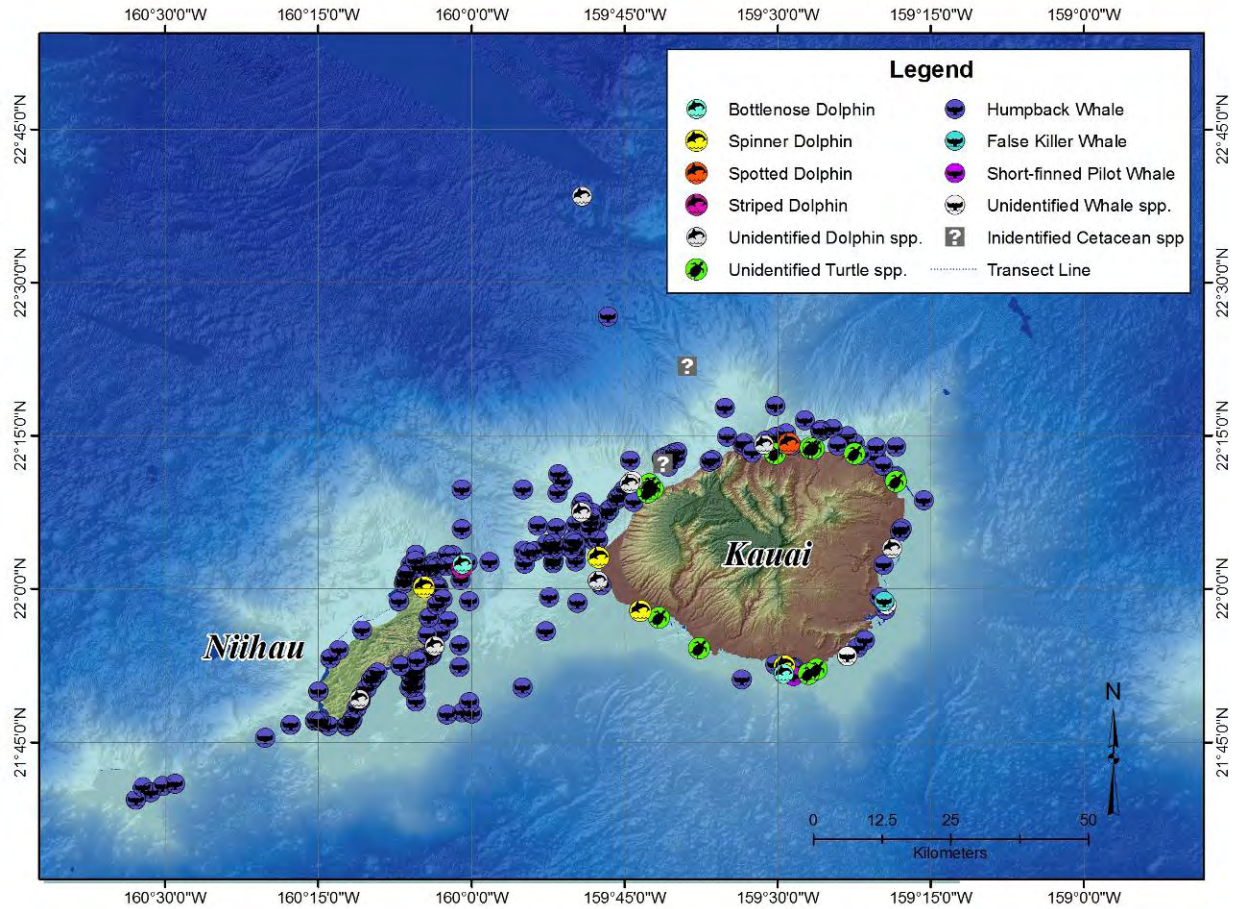 160°30'0"W 160°15'0"W 160°0'0"W 159°45'0"W 159°30'0"W 159°15'0"W 159°0'0"W
Legend
Bottlenose Dolphin
Spinner Dolphin
Spotted Dolphin
Striped Dolphin
Unidentified Dolphin spp.
Unidentified Turtle spp.
Humpback Whale
False Killer Whale
Short-finned Pilot Whale
Unidentified Whale spp.
? Inidentified Cetacean spp
Transect Line
22°45'0"N 22°45'0"N
22°30'0"N 22°30'0"N
?
22°15'0"N 22°15'0"N
?
Kauai
22°0'0"N 22°0'0"N
Niihau
N
21°45'0"N 21°45'0"N
0 12.5 25 50
Kilometers
160°30'0"W 160°15'0"W 160°0'0"W 159°45'0"W 159°30'0"W 159°15'0"W 159°0'0"W